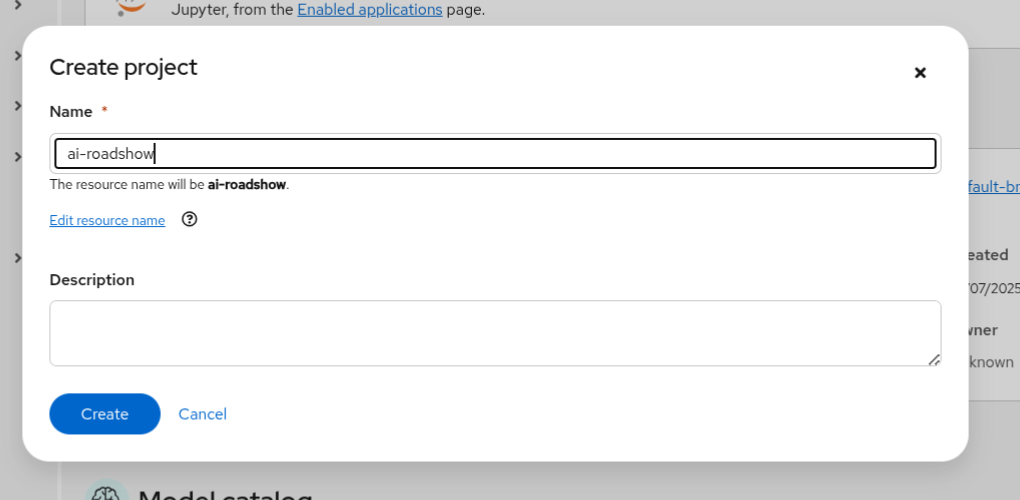 Jupyter, from the Enabled applications page.
Create project
Name *
ai-roadshow
The resource name will be ai-roadshow.
Edit resource name
Description
Create Cancel
fault-br
eated
/07/2025
wner
known
Model catalog